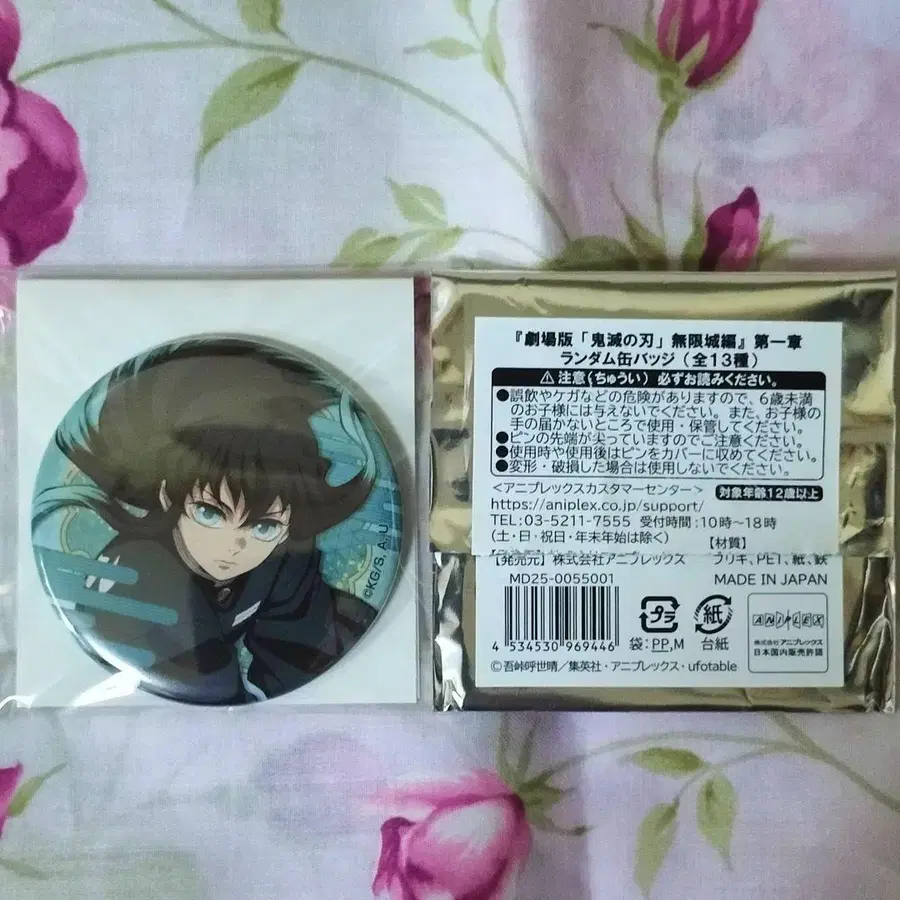 ©KG/S, A, U
『劇場版「鬼滅の刃」無限城編』第一章
ランダム缶バッジ(全13種)
⚠注意(ちゅうい) 必ずお読みください。
●誤飲やケガなどの危険がありますので、6歳未満
のお子様には与えないでください。また、お子様の
手の届かないところで使用・保管してください。
●ピンの先端が尖っていますのでご注意ください。
●使用時や使用後はピンをカバーに収めてください。
●変形・破損した場合は使用しないでください。
<アニプレックスカスタマーセンター> 対象年齢12歳以上
https://aniplex.co.jp/support/
TEL:03-5211-7555 受付時間:10時~18時
(土・日・祝日・年末年始は除く) 【材質】
【発売元】株式会社アニプレックス ブリキ、PET、紙、鉄
MD25-0055001 MADE IN JAPAN
4 534530 969446
プラ 紙
袋:PP,M 台紙
ANIPLEX
株式会社アニプレックス
日本国内販売許諾
©吾峠呼世晴/集英社・アニプレックス・ufotable